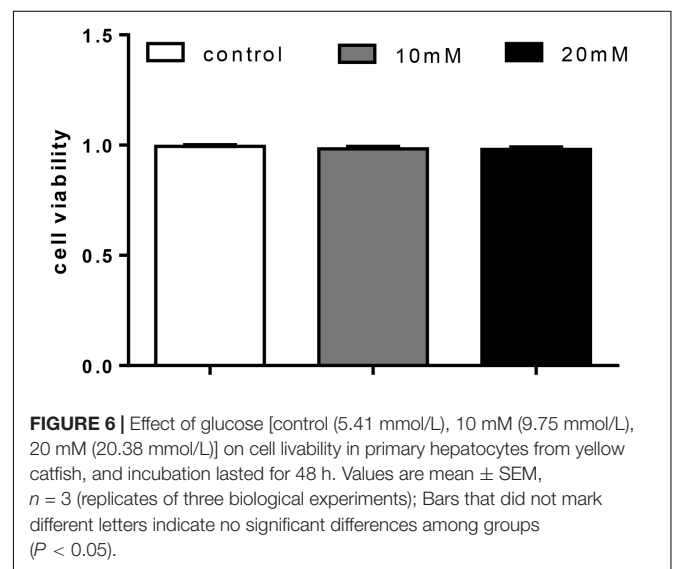 1.5
control 10mM 20mM
1.0
cell viability
0.5
0.0
FIGURE 6 | Effect of glucose [control (5.41 mmol/L), 10 mM (9.75 mmol/L),
20 mM (20.38 mmol/L)] on cell livability in primary hepatocytes from yellow
catfish, and incubation lasted for 48 h. Values are mean ± SEM,
n = 3 (replicates of three biological experiments); Bars that did not mark
different letters indicate no significant differences among groups
(P < 0.05).